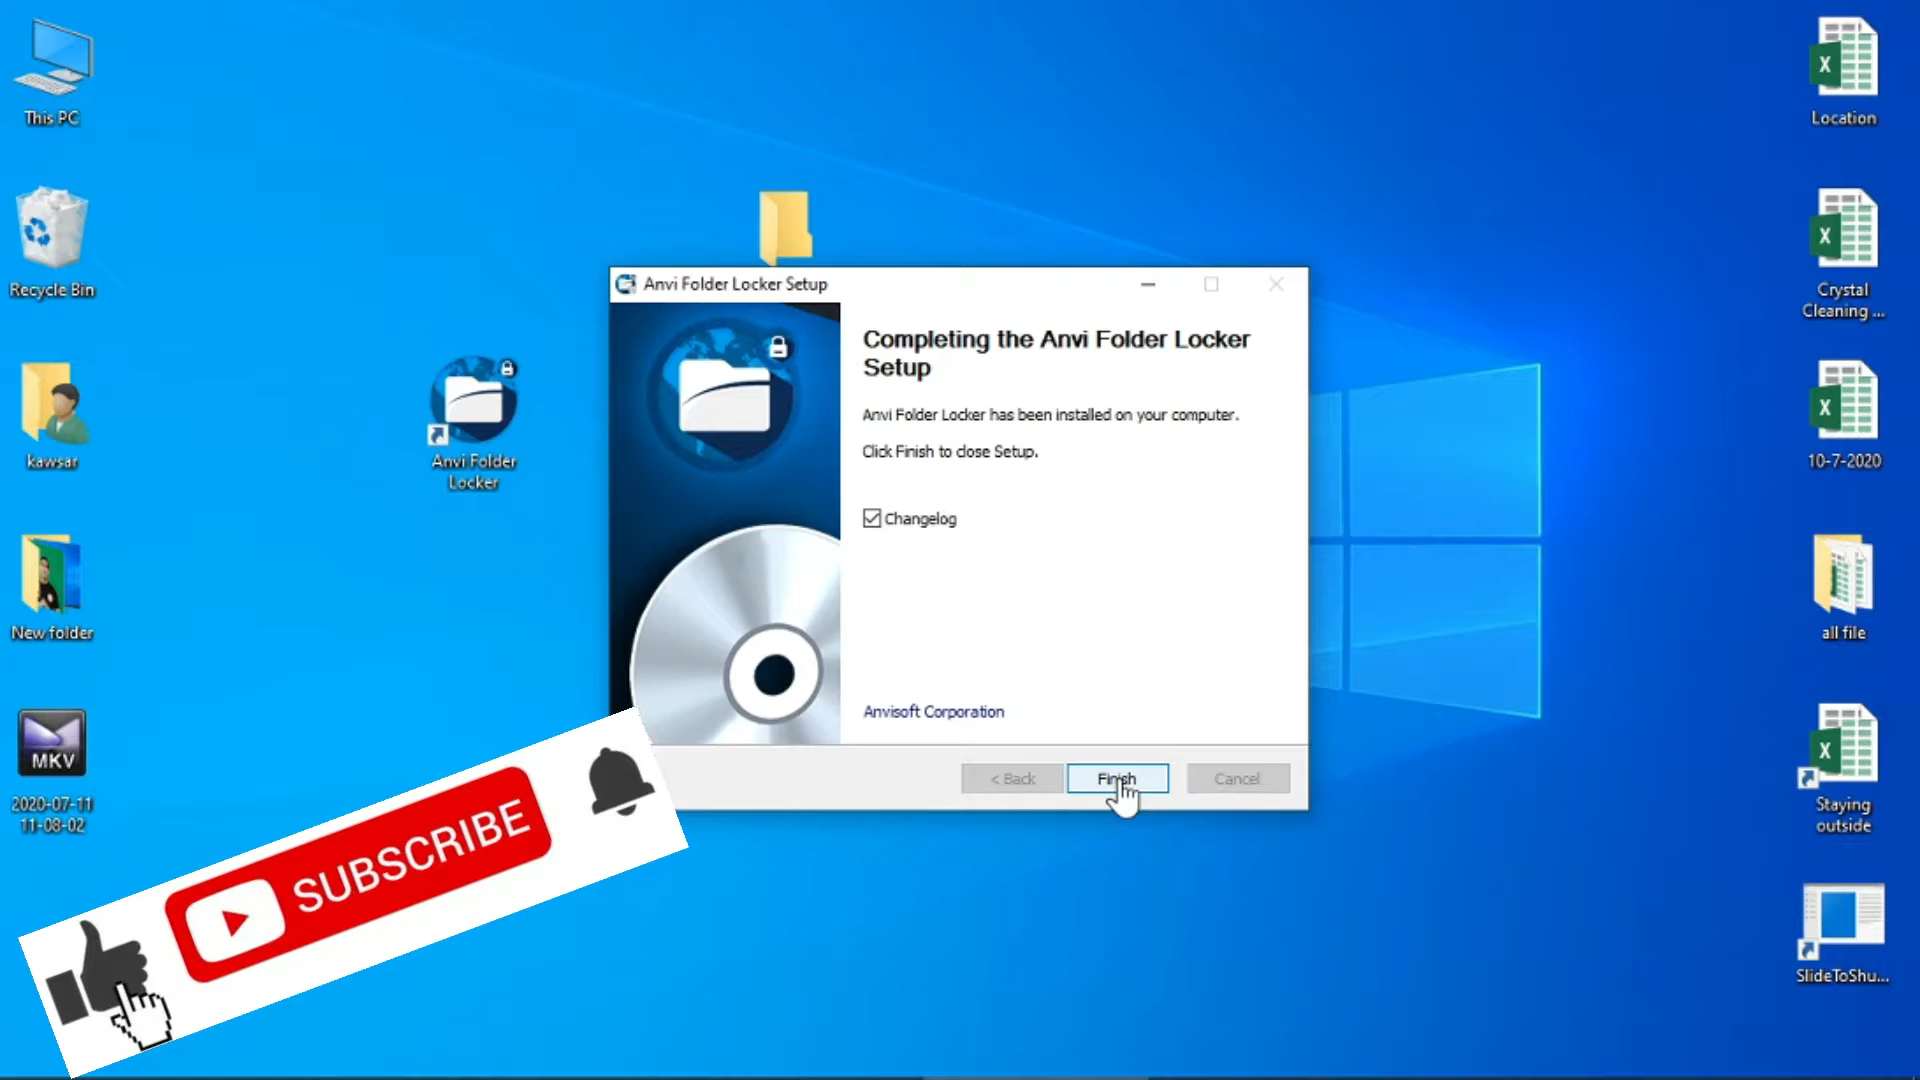 This PC
Recycle Bin
kawsar
New folder
MKV
2020-07-11
11-08-02
Anvi Folder
Locker
Anvi Folder Locker Setup
Completing the Anvi Folder Locker
Setup
Anvi Folder Locker has been installed on your computer.
Click Finish to close Setup.
Changelog
Anvisoft Corporation
< Back
Finish
Cancel
SUBSCRIBE
Location
Crystal
Cleaning ...
10-7-2020
all file
Staying
outside
SlideToShu...